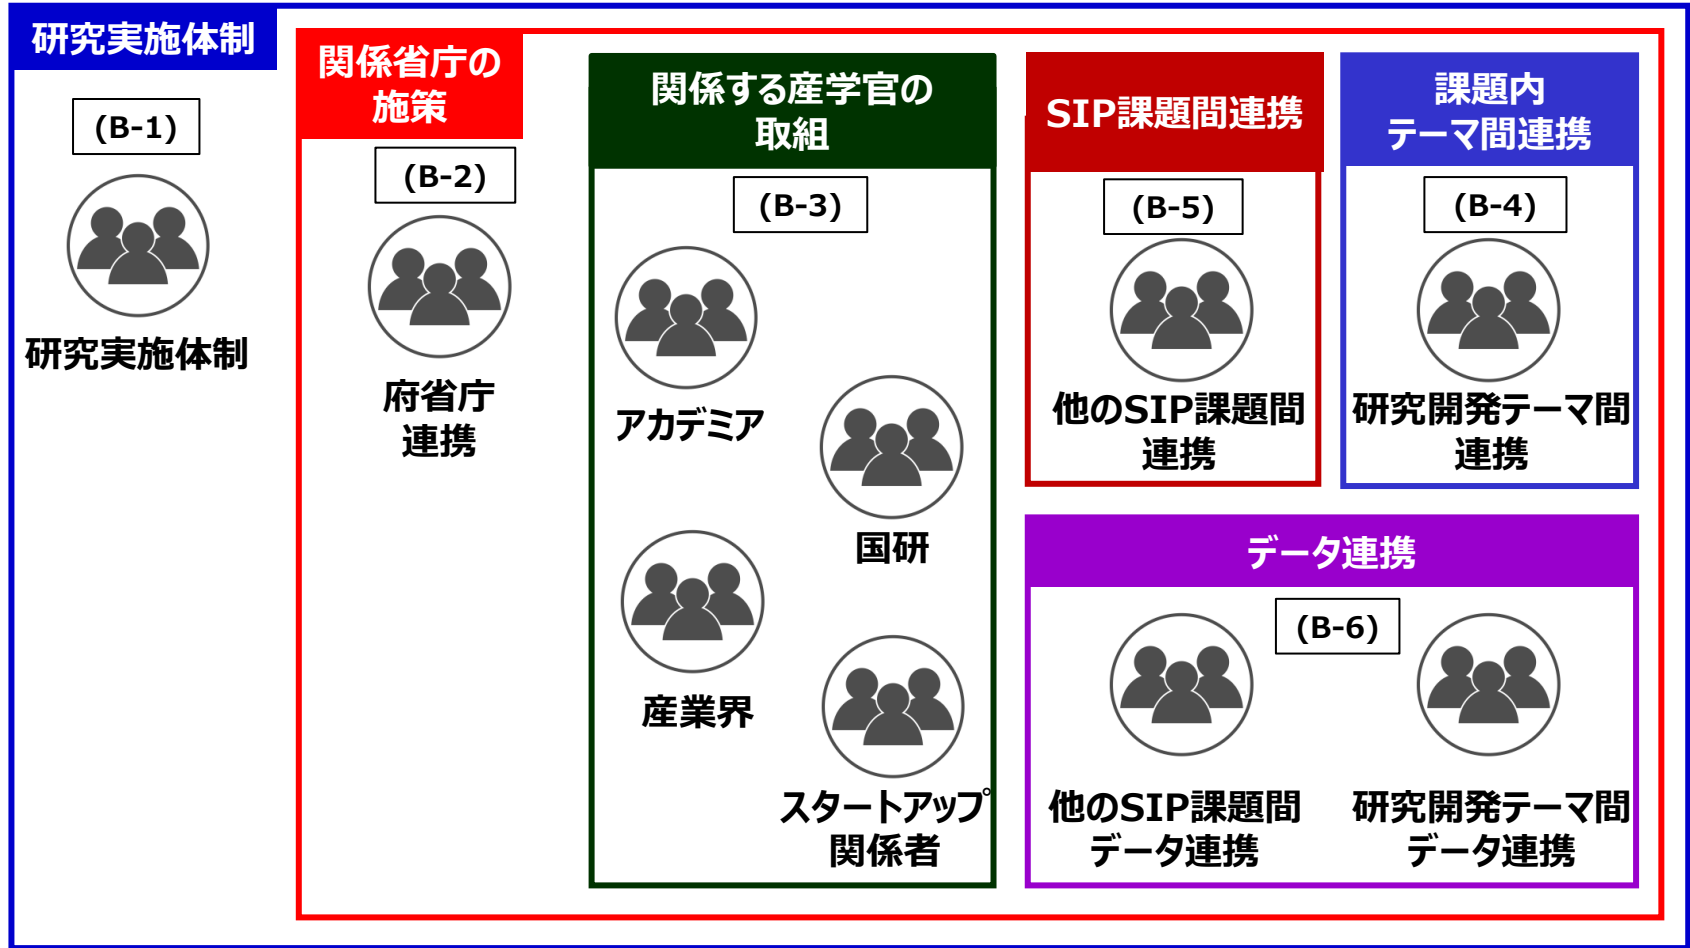 研究実施体制
(B-1)
研究実施体制
関係省庁の
施策
(B-2)
府省庁
連携
関係する産学官の
取組
(B-3)
アカデミア
国研
産業界
スタートアップ
関係者
SIP課題間連携
(B-5)
他のSIP課題間
連携
課題内
テーマ間連携
(B-4)
研究開発テーマ間
連携
データ連携
(B-6)
他のSIP課題間
データ連携
研究開発テーマ間
データ連携